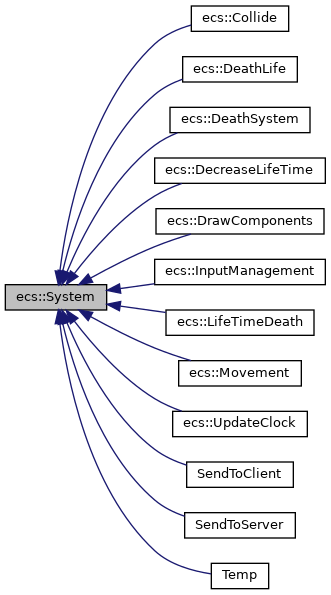 ecs::Collide
ecs::DeathLife
ecs::DeathSystem
ecs::DecreaseLifeTime
ecs::DrawComponents
ecs::InputManagement
ecs::System
ecs::LifeTimeDeath
ecs::Movement
ecs::UpdateClock
SendToClient
SendToServer
Temp